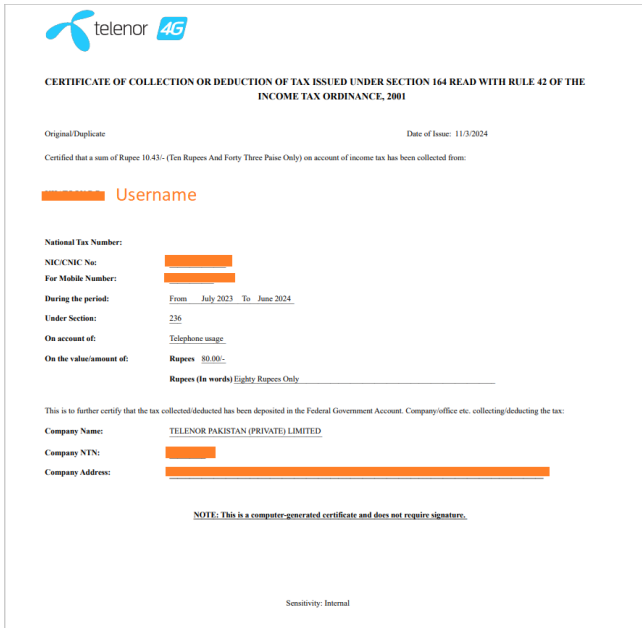 telenor 4G
CERTIFICATE OF COLLECTION OR DEDUCTION OF TAX ISSUED UNDER SECTION 164 READ WITH RULE 42 OF THE
INCOME TAX ORDINANCE, 2001
Original/Duplicate Date of Issue: 11/3/2024
Certified that a sum of Rupee 10.43/- (Ten Rupees And Forty Three Paise Only) on account of income tax has been collected from:
Username
National Tax Number:
NIC/CNIC No:
For Mobile Number:
During the period: From July 2023 To June 2024
Under Section: 236
On account of: Telephone usage
On the value/amount of: Rupees 80.00/-
Rupees (In words) Eighty Rupees Only
This is to further certify that the tax collected/deducted has been deposited in the Federal Government Account. Company/office etc. collecting/deducting the tax:
Company Name: TELENOR PAKISTAN (PRIVATE) LIMITED
Company NTN:
Company Address:
NOTE: This is a computer-generated certificate and does not require signature.
Sensitivity: Internal